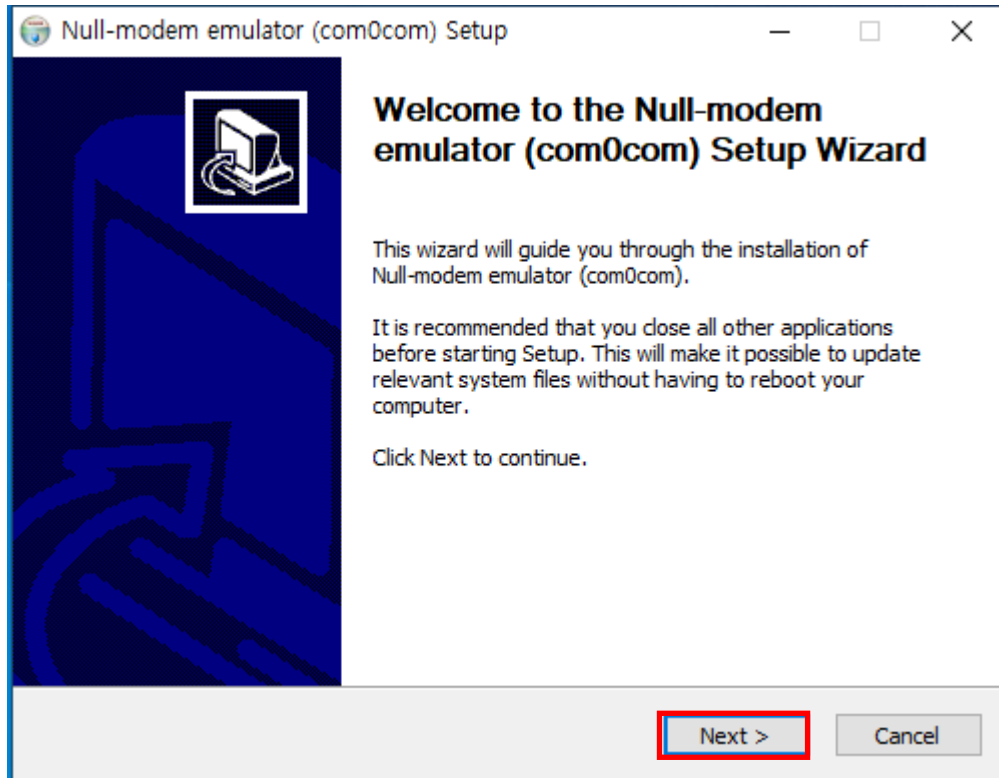 Null-modem emulator (com0com) Setup
Welcome to the Null-modem
emulator (com0com) Setup Wizard
This wizard will guide you through the installation of
Null-modem emulator (com0com).
It is recommended that you close all other applications
before starting Setup. This will make it possible to update
relevant system files without having to reboot your
computer.
Click Next to continue.
Next >
Cancel